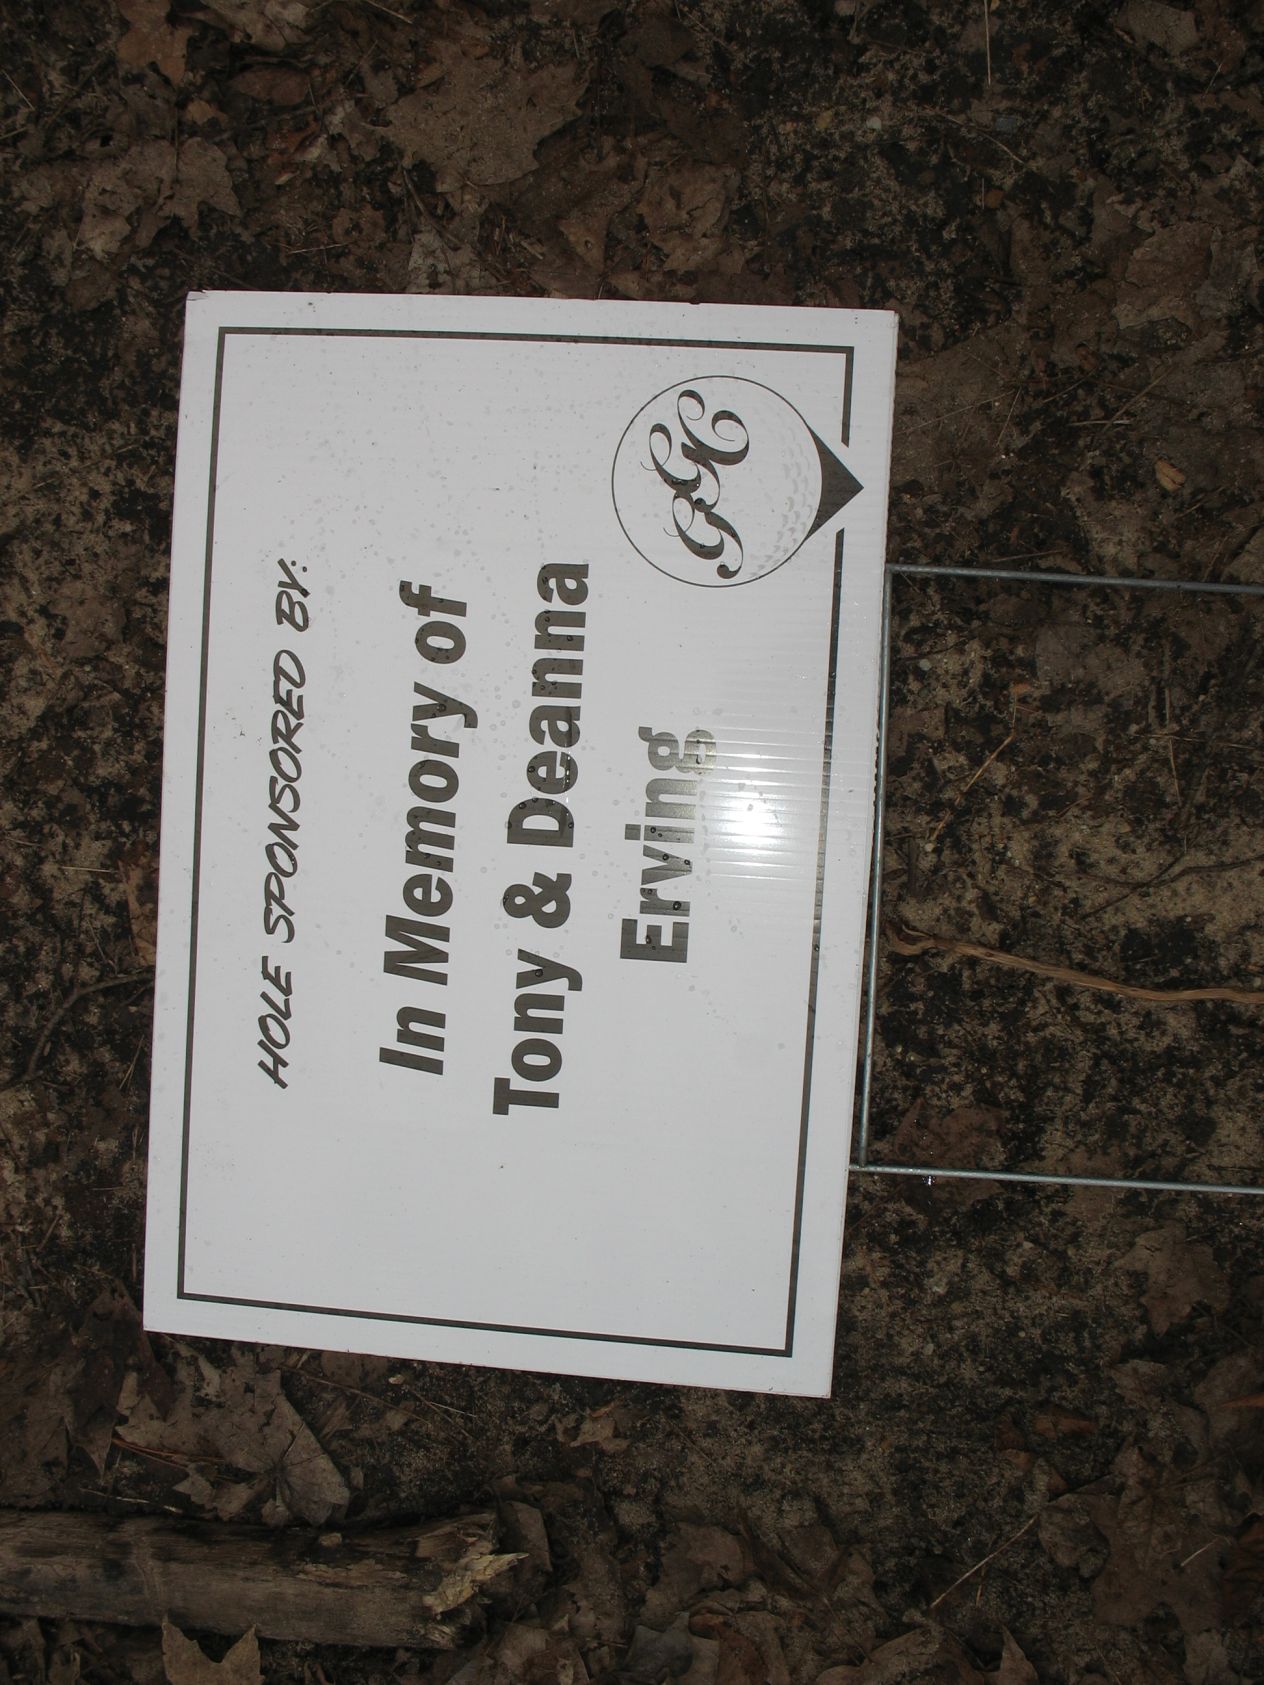 HOLE SPONSORED BY:
In Memory of
Tony & Deanna
Erving